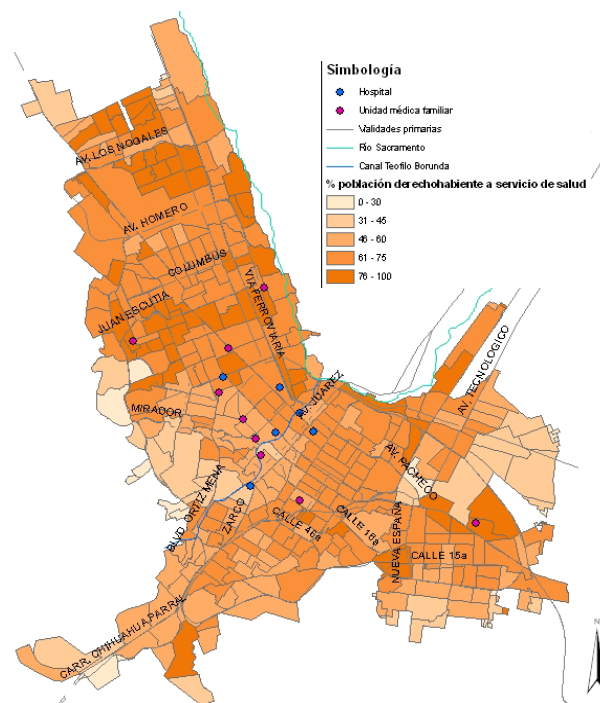 Simbología
Hospital
Unidad médica familiar
Vialidades primarias
Río Sacramento
Canal Teofilo Borunda
% población derechohabiente a servicio de salud
0 - 30
31 - 45
46 - 60
61 - 75
76 - 100
AV. LOS NOGALES
AV. HOMERO
COLUMBUS
JUAN ESCUTIA
VIA FERROVIARIA
AV. JUAREZ
AV. TECNOLOGICO
MIRADOR
AV. PACHECO
BLVD. ORTIZ MENA
ZARCO
CALLE 46a
CALLE 16a
NUEVA ESPAÑA
CALLE 15a
CARR. CHIHUAHUA PARRAL
N